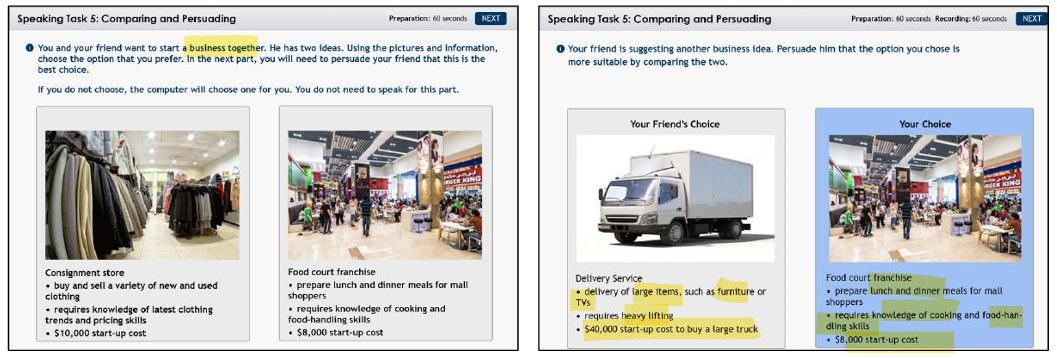 Speaking Task 5: Comparing and Persuading
Preparation: 60 seconds
NEXT
You and your friend want to start a business together. He has two ideas. Using the pictures and information,
choose the option that you prefer. In the next part, you will need to persuade your friend that this is the
best choice.
If you do not choose, the computer will choose one for you. You do not need to speak for this part.
Consignment store
• buy and sell a variety of new and used
clothing
• requires knowledge of latest clothing
trends and pricing skills
• $10,000 start-up cost
Food court franchise
• prepare lunch and dinner meals for mall
shoppers
• requires knowledge of cooking and
food-handling skills
• $8,000 start-up cost
Speaking Task 5: Comparing and Persuading
Preparation: 60 seconds Recording: 60 seconds
NEXT
Your friend is suggesting another business idea. Persuade him that the option you chose is
more suitable by comparing the two.
Your Friend's Choice
Delivery Service
• delivery of large items, such as furniture or
TVs
• requires heavy lifting
• $40,000 start-up cost to buy a large truck
Your Choice
Food court franchise
• prepare lunch and dinner meals for mall
shoppers
• requires knowledge of cooking and food-han-
dling skills
• $8,000 start-up cost